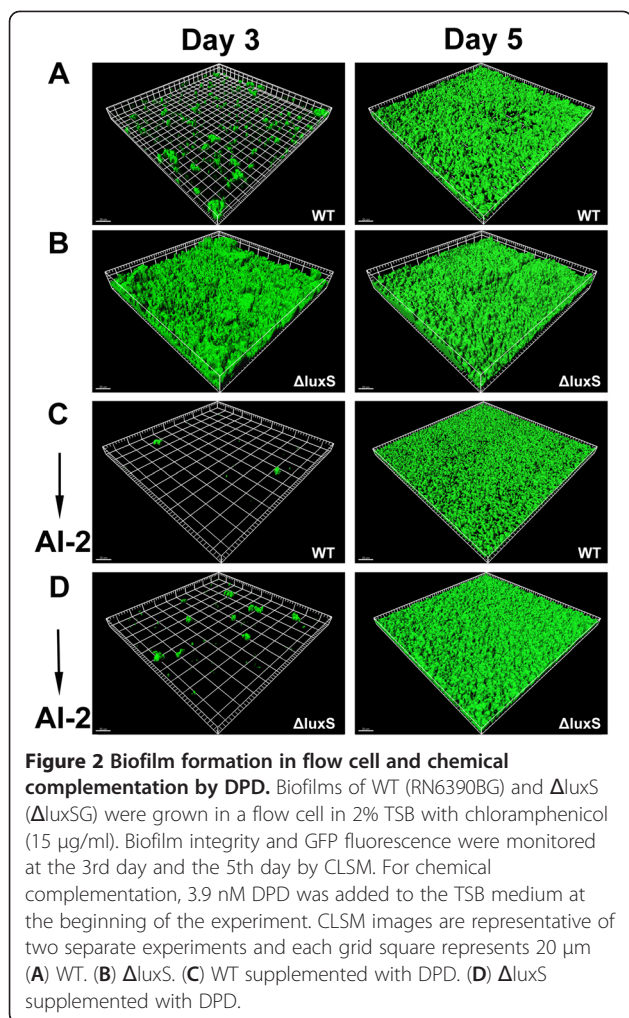 Day 3 Day 5
A
WT WT
B
ΔluxS ΔluxS
C
AI-2
WT WT
D
AI-2
ΔluxS ΔluxS
Figure 2 Biofilm formation in flow cell and chemical
complementation by DPD. Biofilms of WT (RN6390BG) and ΔluxS
(ΔluxSG) were grown in a flow cell in 2% TSB with chloramphenicol
(15 μg/ml). Biofilm integrity and GFP fluorescence were monitored
at the 3rd day and the 5th day by CLSM. For chemical
complementation, 3.9 nM DPD was added to the TSB medium at
the beginning of the experiment. CLSM images are representative of
two separate experiments and each grid square represents 20 μm
(A) WT. (B) ΔluxS. (C) WT supplemented with DPD. (D) ΔluxS
supplemented with DPD.